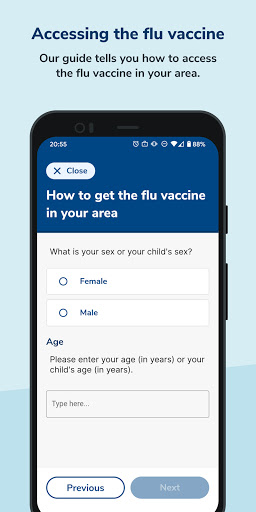 Accessing the flu vaccine
Our guide tells you how to access
the flu vaccine in your area.
20:55
88%
Close
How to get the flu vaccine
in your area
What is your sex or your child's sex?
Female
Male
Age
Please enter your age (in years) or your
child's age (in years).
Type here...
Previous
Next